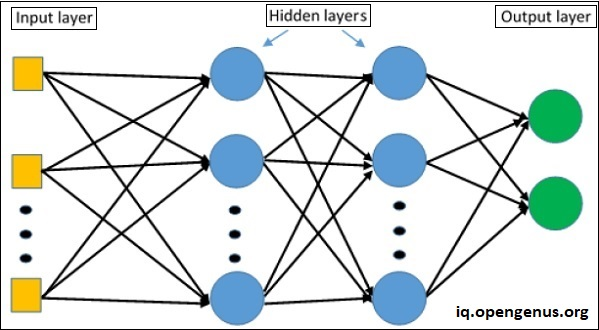 Input layer
Hidden layers
Output layer
iq.opengenus.org